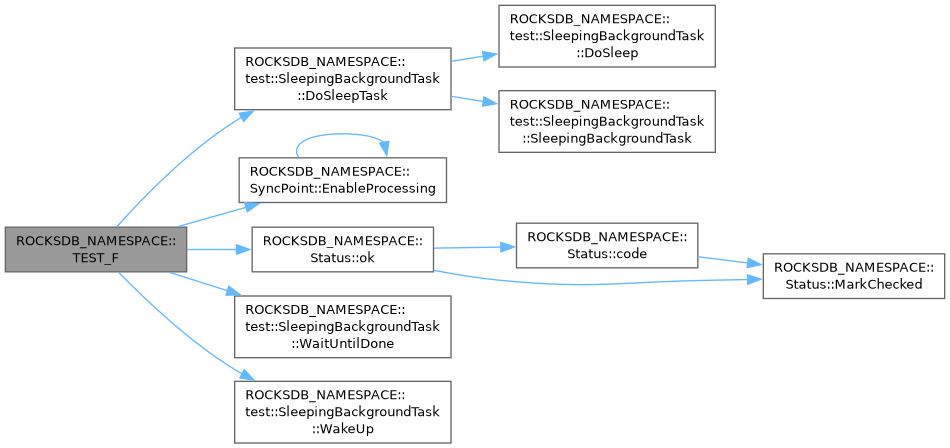 ROCKSDB_NAMESPACE::
TEST_F
ROCKSDB_NAMESPACE::
test::SleepingBackgroundTask
::DoSleepTask
ROCKSDB_NAMESPACE::
test::SleepingBackgroundTask
::DoSleep
ROCKSDB_NAMESPACE::
test::SleepingBackgroundTask
::SleepingBackgroundTask
ROCKSDB_NAMESPACE::
SyncPoint::EnableProcessing
ROCKSDB_NAMESPACE::
Status::ok
ROCKSDB_NAMESPACE::
Status::code
ROCKSDB_NAMESPACE::
Status::MarkChecked
ROCKSDB_NAMESPACE::
test::SleepingBackgroundTask
::WaitUntilDone
ROCKSDB_NAMESPACE::
test::SleepingBackgroundTask
::WakeUp